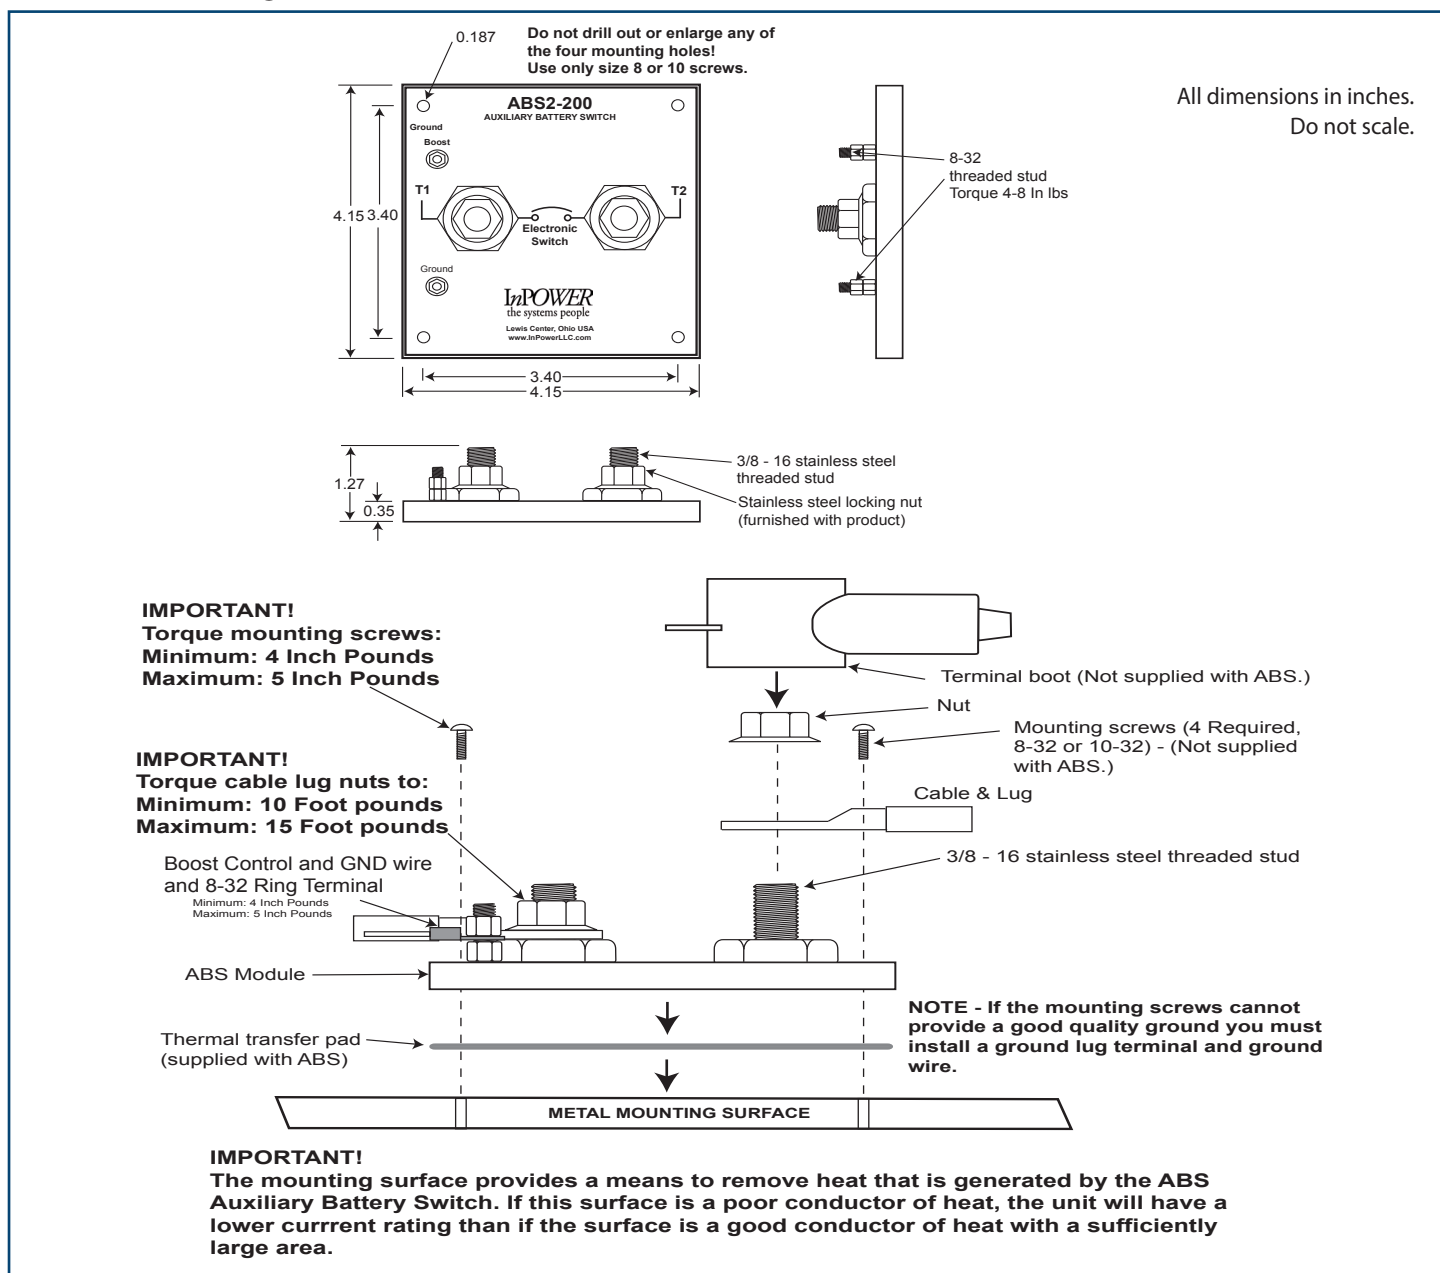 0.187
Do not drill out or enlarge any of
the four mounting holes!
Use only size 8 or 10 screws.
All dimensions in inches.
Do not scale.
ABS2-200
AUXILIARY BATTERY SWITCH
Ground
Boost
T1
T2
4.15
3.40
Electronic
Switch
Ground
InPOWER
the systems people
Lewis Center, Ohio USA
www.InPowerLLC.com
3.40
4.15
8-32
threaded stud
Torque 4-8 In lbs
1.27
0.35
3/8 - 16 stainless steel
threaded stud
Stainless steel locking nut
(furnished with product)
IMPORTANT!
Torque mounting screws:
Minimum: 4 Inch Pounds
Maximum: 5 Inch Pounds
Terminal boot (Not supplied with ABS.)
Nut
Mounting screws (4 Required,
8-32 or 10-32) - (Not supplied
with ABS.)
IMPORTANT!
Torque cable lug nuts to:
Minimum: 10 Foot pounds
Maximum: 15 Foot pounds
Cable & Lug
3/8 - 16 stainless steel threaded stud
Boost Control and GND wire
and 8-32 Ring Terminal
Minimum: 4 Inch Pounds
Maximum: 5 Inch Pounds
ABS Module
Thermal transfer pad
(supplied with ABS)
NOTE - If the mounting screws cannot
provide a good quality ground you must
install a ground lug terminal and ground
wire.
METAL MOUNTING SURFACE
IMPORTANT!
The mounting surface provides a means to remove heat that is generated by the ABS
Auxiliary Battery Switch. If this surface is a poor conductor of heat, the unit will have a
lower currrent rating than if the surface is a good conductor of heat with a sufficiently
large area.